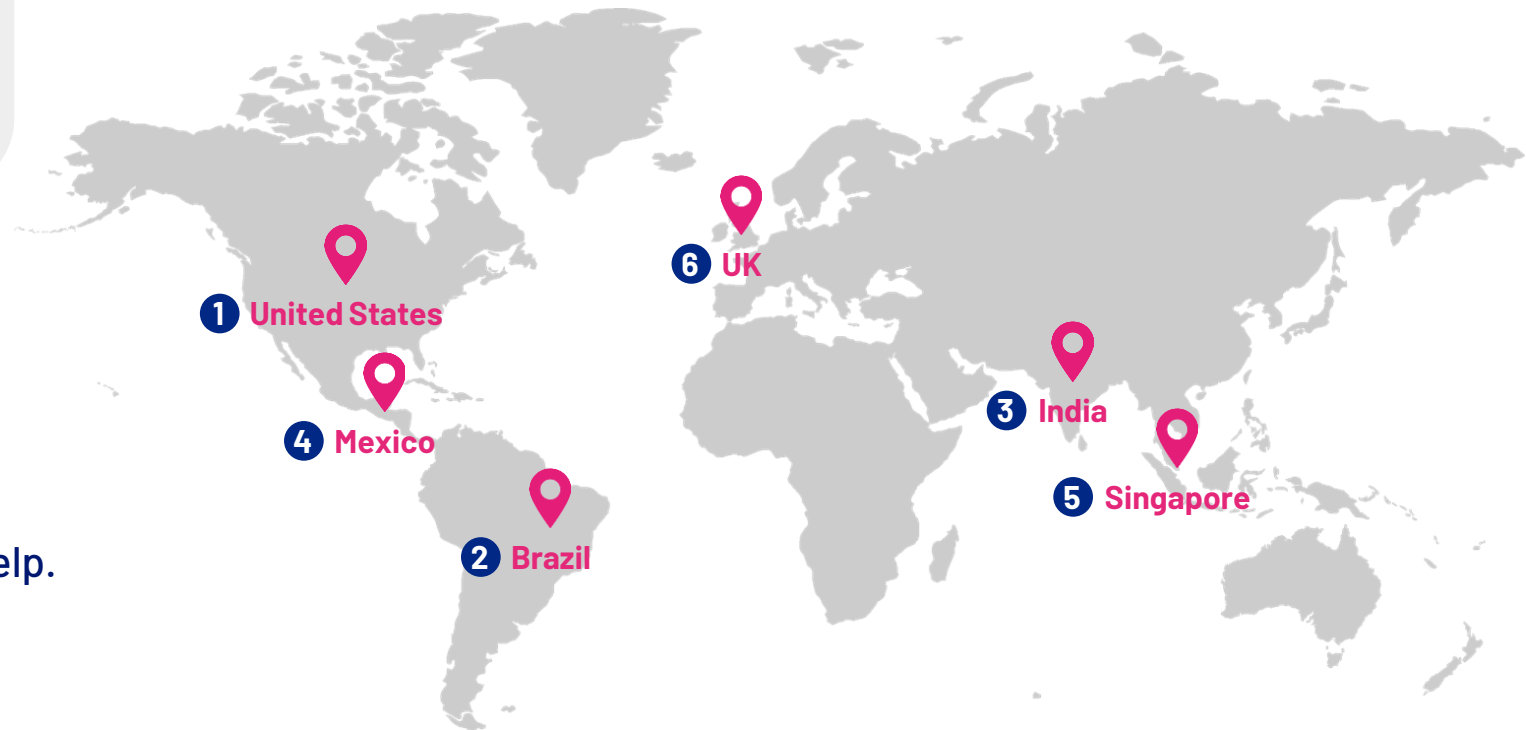 6 UK
1 United States
3 India
4 Mexico
5 Singapore
2 Brazil
elp.